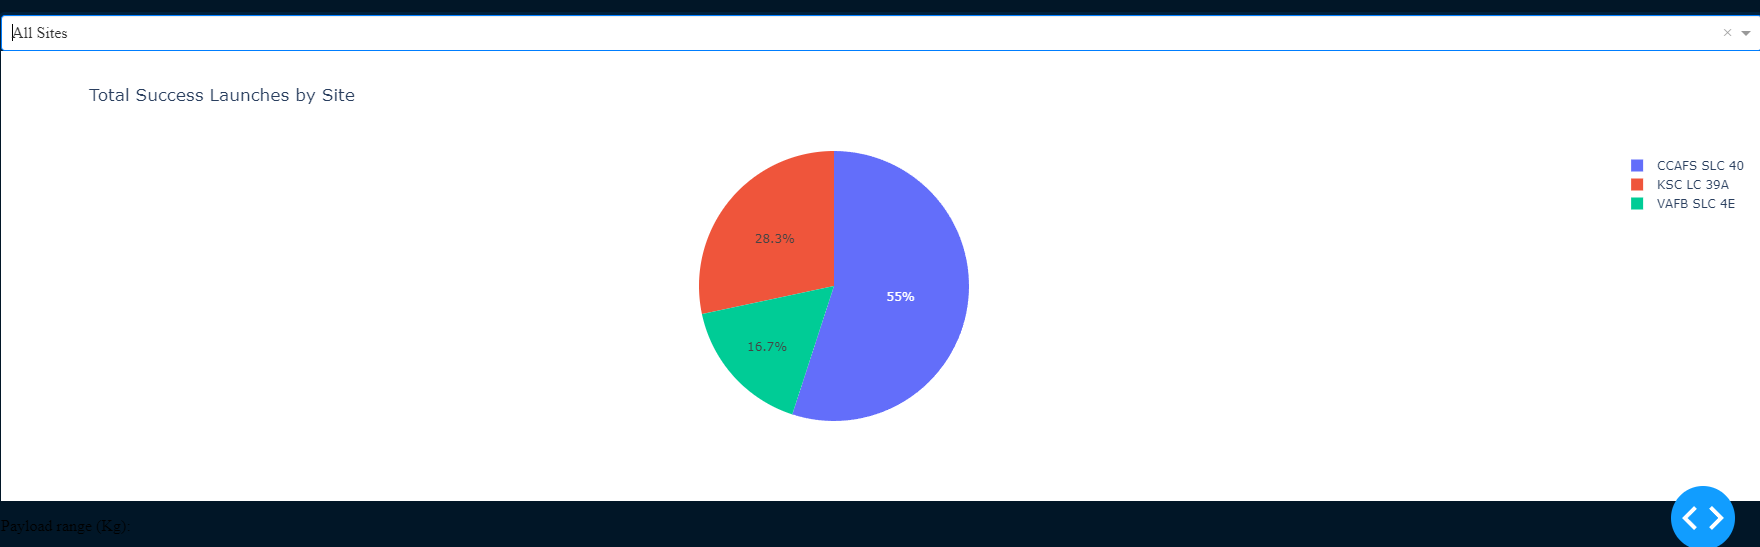 All Sites
Total Success Launches by Site
CCAFS SLC 40
KSC LC 39A
VAFB SLC 4E
28.3%
55%
16.7%
Payload range (Kg):